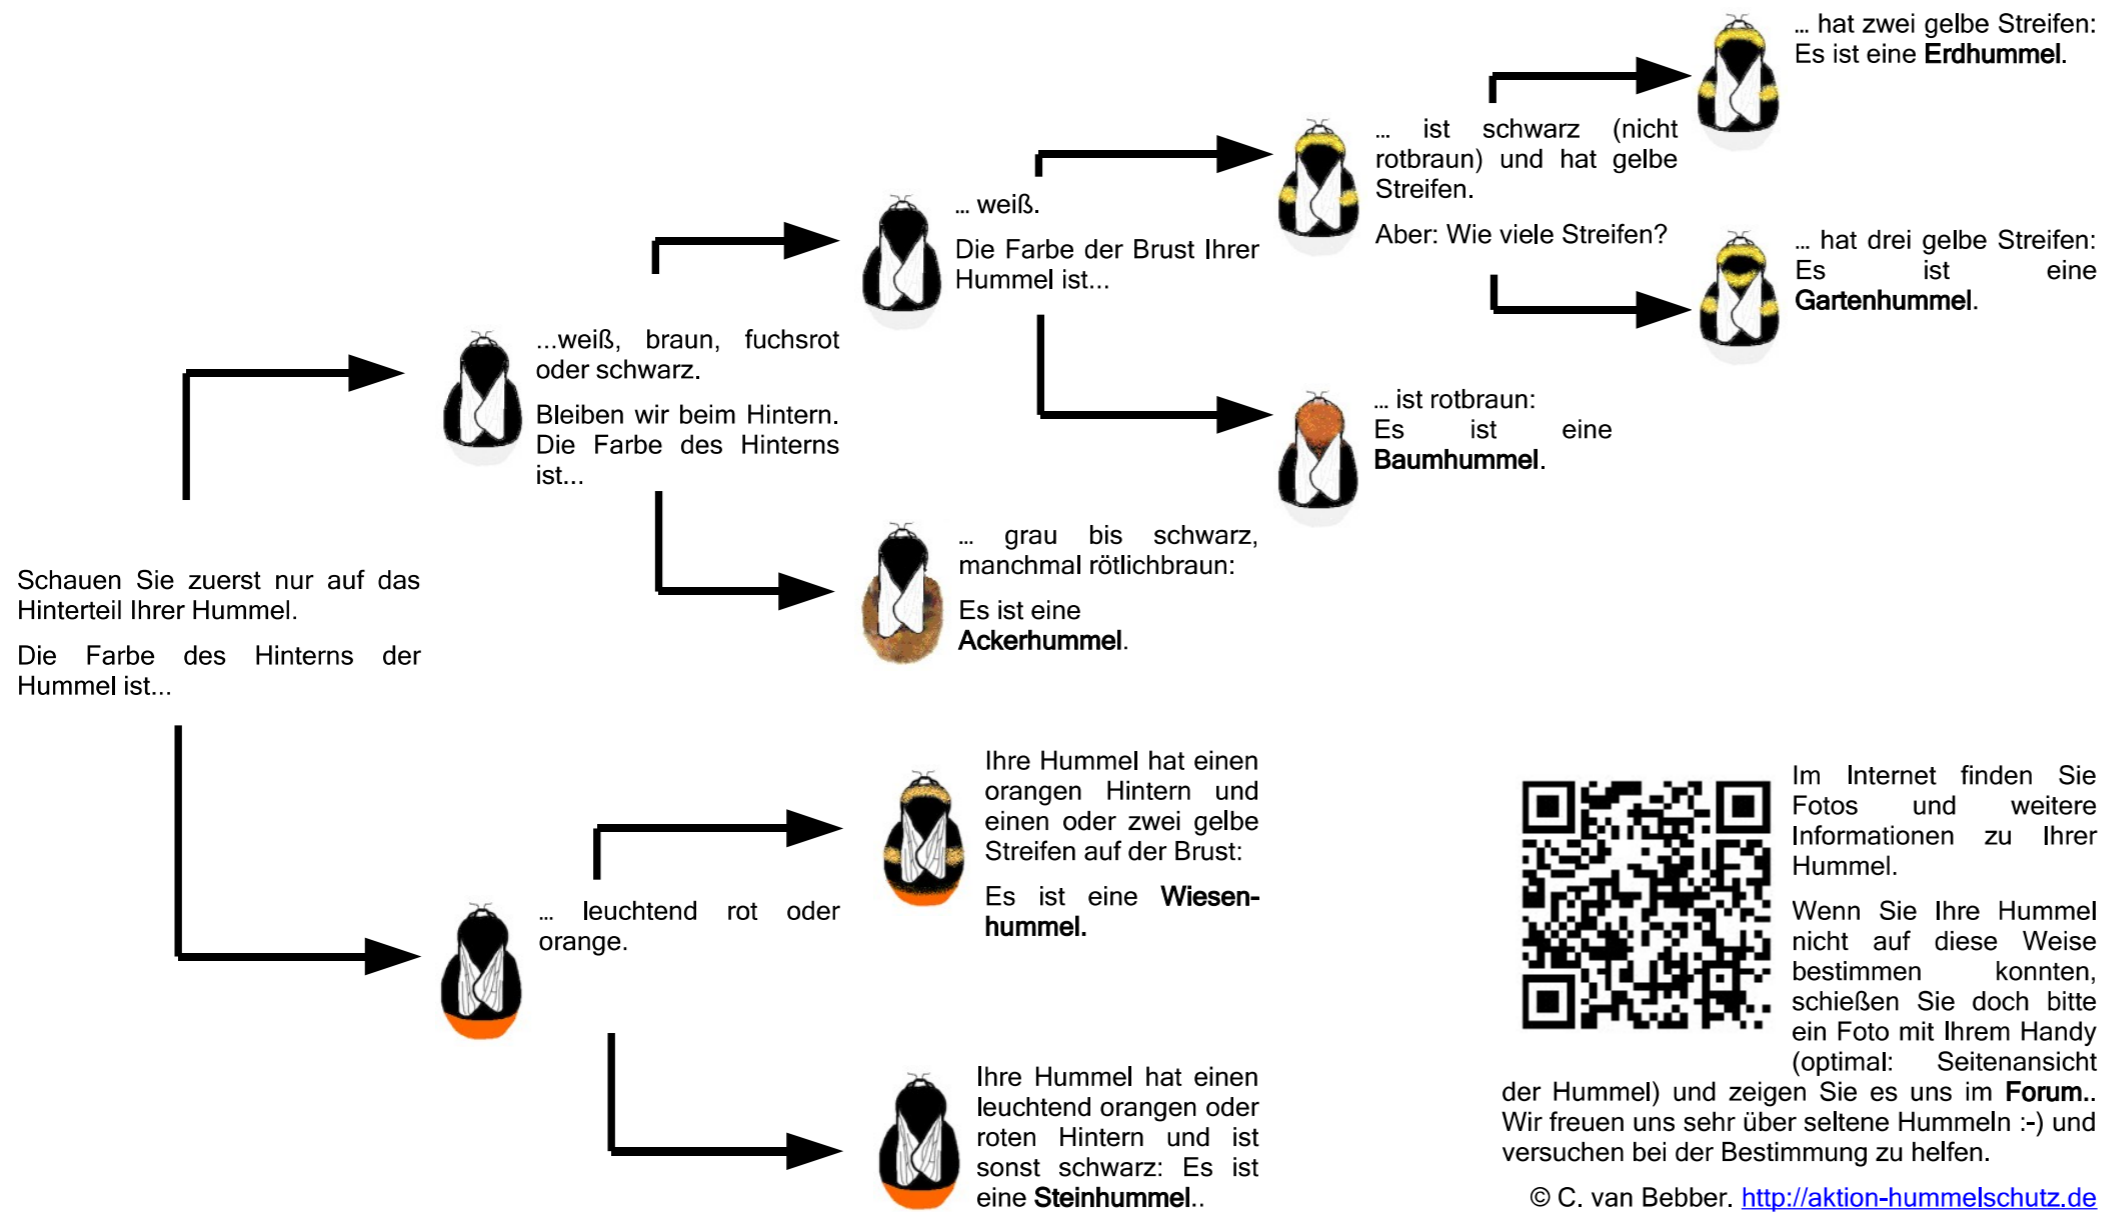 Schauen Sie zuerst nur auf das
Hinterteil Ihrer Hummel.
Die Farbe des Hinterns der
Hummel ist...
...weiß, braun, fuchsrot
oder schwarz.
Bleiben wir beim Hintern.
Die Farbe des Hinterns
ist...
... weiß.
Die Farbe der Brust Ihrer
Hummel ist...
... ist schwarz (nicht
rotbraun) und hat gelbe
Streifen.
Aber: Wie viele Streifen?
... hat zwei gelbe Streifen:
Es ist eine Erdhummel.
... hat drei gelbe Streifen:
Es ist eine
Gartenhummel.
... ist rotbraun:
Es ist eine
Baumhummel.
... grau bis schwarz,
manchmal rötlichbraun:
Es ist eine
Ackerhummel.
... leuchtend rot oder
orange.
Ihre Hummel hat einen
orangen Hintern und
einen oder zwei gelbe
Streifen auf der Brust:
Es ist eine Wiesen-
hummel.
Ihre Hummel hat einen
leuchtend orangen oder
roten Hintern und ist
sonst schwarz: Es ist
eine Steinhummel..
Im Internet finden Sie
Fotos und weitere
Informationen zu Ihrer
Hummel.
Wenn Sie Ihre Hummel
nicht auf diese Weise
bestimmen konnten,
schießen Sie doch bitte
ein Foto mit Ihrem Handy
(optimal: Seitenansicht
der Hummel) und zeigen Sie es uns im Forum..
Wir freuen uns sehr über seltene Hummeln :-) und
versuchen bei der Bestimmung zu helfen.
© C. van Bebber. http://aktion-hummelschutz.de